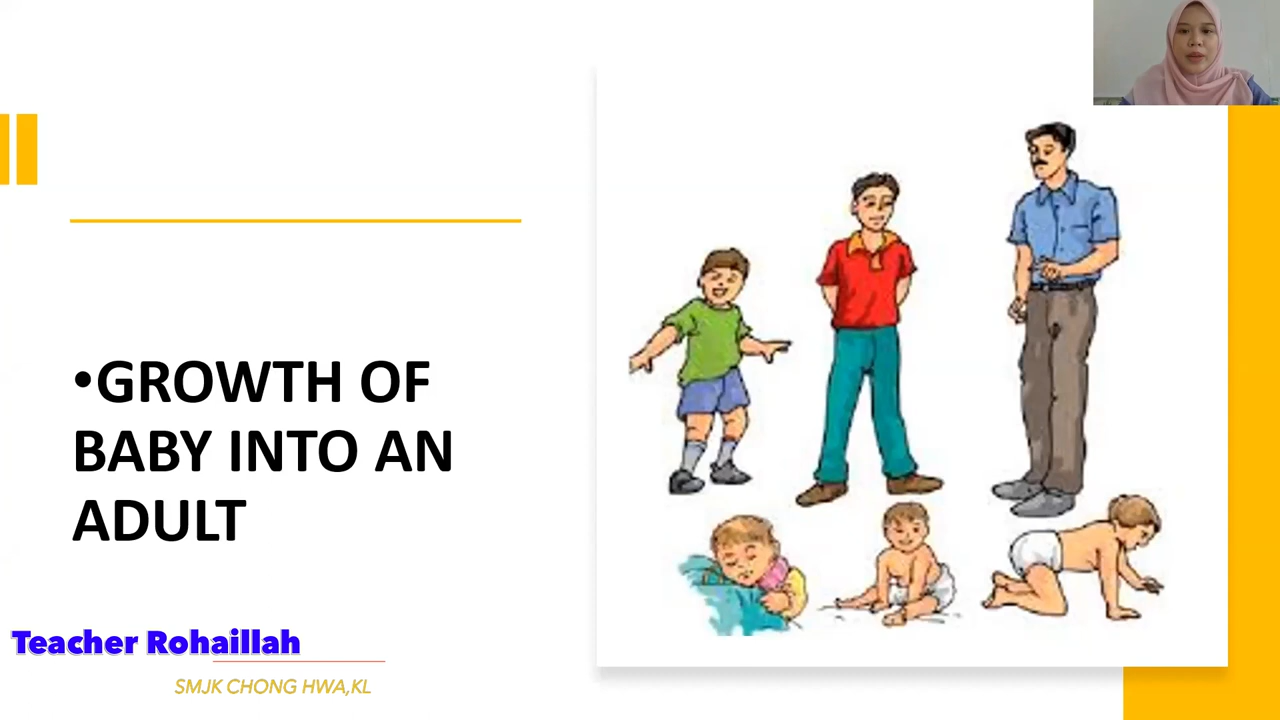 •GROWTH OF
BABY INTO AN
ADULT
Teacher Rohaillah
SMJK CHONG HWA,KL